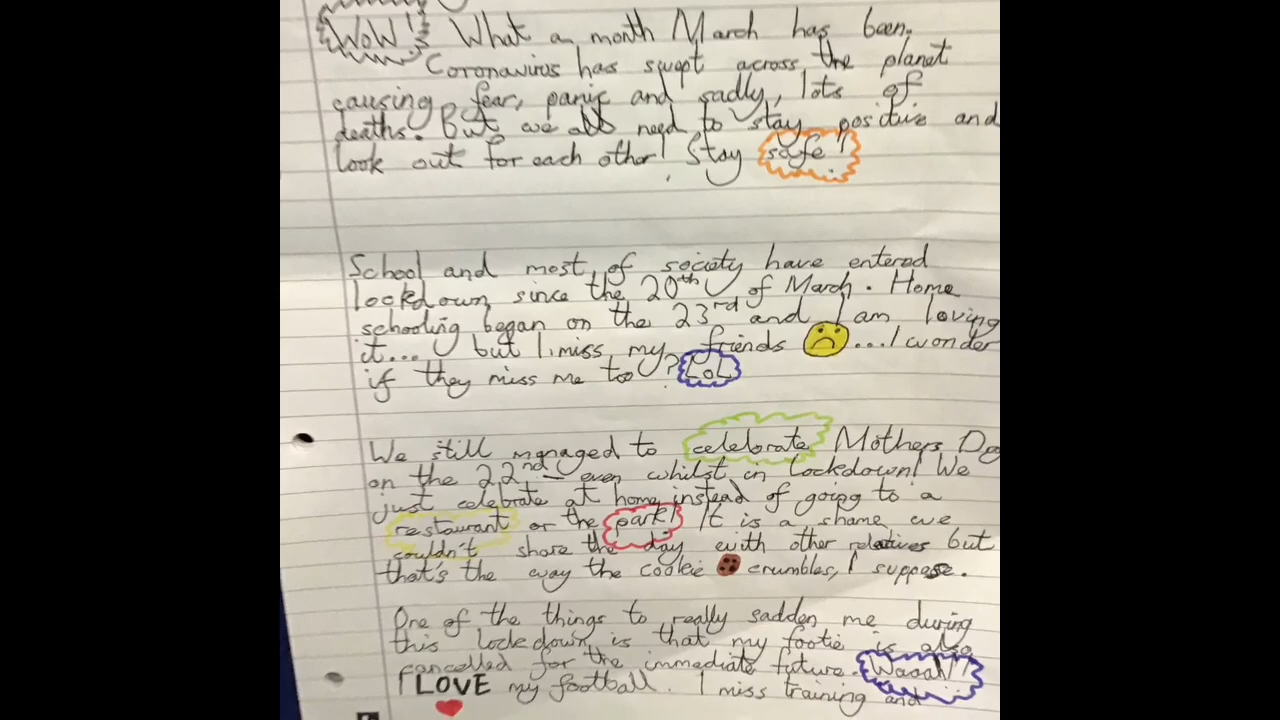 WoW! What a month March has been.
Coronavirus has swept across the planet
causing fear, panic and sadly, lots of
deaths. But we all need to stay positive and
look out for each other! Stay safe!
School and most of society have entered
lockdown since the 20th of March. Home
schooling began on the 23rd and I am loving
it... but I miss my friends ...I wonder
if they miss me too? LoL
We still managed to celebrate Mothers Day
on the 22nd - even whilst in lockdown! We
just celebrate at home instead of going to a
restaurant or the park! It is a shame we
couldn't share the day with other relatives but
that's the way the cookie crumbles, I suppose.
One of the things to really sadden me during
this lockdown is that my footie is also
cancelled for the immediate future. Waaah!!
I LOVE my football. I miss training and